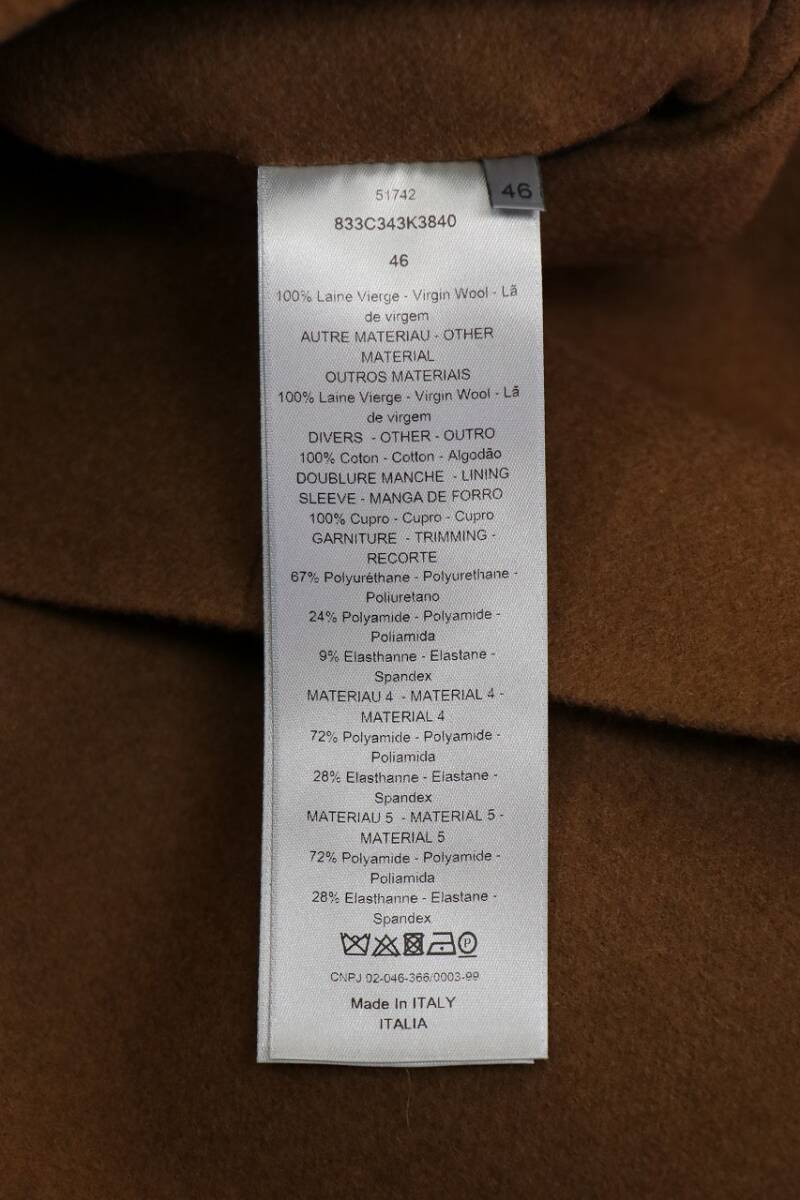 46
51742
833C343K3840
46
100% Laine Vierge - Virgin Wool - Lã
de virgem
AUTRE MATERIAU - OTHER
MATERIAL
OUTROS MATERIAIS
100% Laine Vierge - Virgin Wool - Lã
de virgem
DIVERS - OTHER - OUTRO
100% Coton - Cotton - Algodão
DOUBLURE MANCHE - LINING
SLEEVE - MANGA DE FORRO
100% Cupro - Cupro - Cupro
GARNITURE - TRIMMING -
RECORTE
67% Polyuréthane - Polyurethane -
Poliuretano
24% Polyamide - Polyamide -
Poliamida
9% Elasthanne - Elastane -
Spandex
MATERIAU 4 - MATERIAL 4 -
MATERIAL 4
72% Polyamide - Polyamide -
Poliamida
28% Elasthanne - Elastane -
Spandex
MATERIAU 5 - MATERIAL 5 -
MATERIAL 5
72% Polyamide - Polyamide -
Poliamida
28% Elasthanne - Elastane -
Spandex
P
CNPJ 02-046-366/0003-99
Made In ITALY
ITALIA